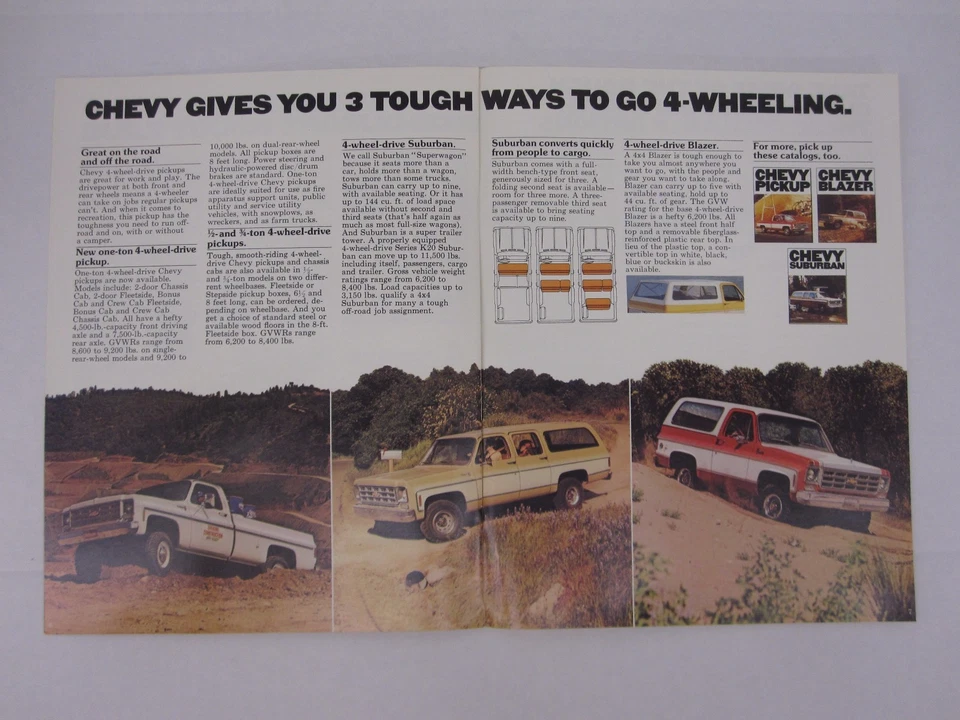 CHEVY GIVES YOU 3 TOUGH WAYS TO GO 4-WHEELING.
Great on the road
and off the road.
Chevy 4-wheel-drive pickups
are great for work and play. The
drivepower at both front and
rear wheels means a 4-wheeler
can take on jobs regular pickups
can't. And when it comes to
recreation, this pickup has the
toughness you need to run off-
road and on, with or without
a camper.
New one-ton 4-wheel-drive
pickup.
One-ton 4-wheel-drive Chevy
pickups are now available.
Models include: 2-door Chassis
Cab, 2-door Fleetside, Bonus
Cab and Crew Cab Fleetside,
Bonus Cab and Crew Cab
Chassis Cab. All have a hefty
4,500-lb.-capacity front driving
axle and a 7,500-lb.-capacity
rear axle. GVWRs range from
8,600 to 9,200 lbs. on single-
rear-wheel models and 9,200 to
10,000 lbs. on dual-rear-wheel
models. All pickup boxes are
8 feet long. Power steering and
hydraulic-powered disc/drum
brakes are standard. One-ton
4-wheel-drive Chevy pickups
are ideally suited for use as fire
apparatus support units, public
utility and service utility
vehicles, with snowplows, as
wreckers, and as farm trucks.
½- and ¾-ton 4-wheel-drive
pickups.
Tough, smooth-riding 4-wheel-
drive Chevy pickups and chassis
cabs are also available in ½-
and ¾-ton models on two differ-
ent wheelbases. Fleetside or
Stepside pickup boxes, 6½ and
8 feet long, can be ordered, de-
pending on wheelbase. And you
get a choice of standard steel or
available wood floors in the 8-ft.
Fleetside box. GVWRs range
from 6,200 to 8,400 lbs.
4-wheel-drive Suburban.
We call Suburban "Superwagon"
because it seats more than a
car, holds more than a wagon,
tows more than some trucks.
Suburban can carry up to nine,
with available seating. Or it has
up to 144 cu. ft. of load space
available without second and
third seats (that's half again as
much as most full-size wagons).
And Suburban is a super trailer
tower. A properly equipped
4-wheel-drive Series K20 Subur-
ban can move up to 11,500 lbs.
including itself, passengers, cargo
and trailer. Gross vehicle weight
ratings range from 6,200 to
8,400 lbs. Load capacities up to
3,150 lbs. qualify a 4x4
Suburban for many a tough
off-road job assignment.
Suburban converts quickly
from people to cargo.
Suburban comes with a full-
width bench-type front seat,
generously sized for three. A
folding second seat is available—
room for three more. A three-
passenger removable third seat
is available to bring seating
capacity up to nine.
4-wheel-drive Blazer.
A 4x4 Blazer is tough enough to
take you almost anywhere you
want to go, with the people and
gear you want to take along.
Blazer can carry up to five with
available seating, hold up to
44 cu. ft. of gear. The GVW
rating for the 4-wheel-drive
Blazer is a hefty 6,200 lbs. All
Blazers have a steel front half
top and a removable fiberglass-
reinforced plastic rear top. In
lieu of the plastic top, a con-
vertible top in white, black,
blue or buckskin is also
available.
For more, pick up
these catalogs, too.
CHEVY
PICKUP
CHEVY
BLAZER
CHEVY
SUBURBAN